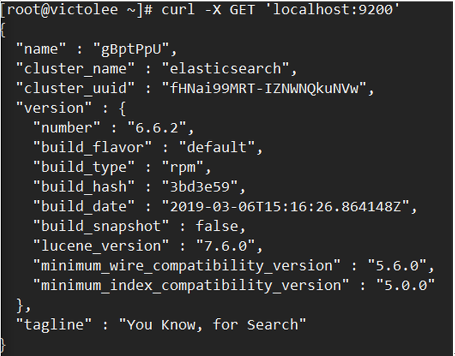 [root@victolee ~]# curl -X GET 'localhost:9200'
{
  "name" : "gBptPpU",
  "cluster_name" : "elasticsearch",
  "cluster_uuid" : "fHNai99MRT-IZNWNQkuNVw",
  "version" : {
    "number" : "6.6.2",
    "build_flavor" : "default",
    "build_type" : "rpm",
    "build_hash" : "3bd3e59",
    "build_date" : "2019-03-06T15:16:26.864148Z",
    "build_snapshot" : false,
    "lucene_version" : "7.6.0",
    "minimum_wire_compatibility_version" : "5.6.0",
    "minimum_index_compatibility_version" : "5.0.0"
  },
  "tagline" : "You Know, for Search"
}